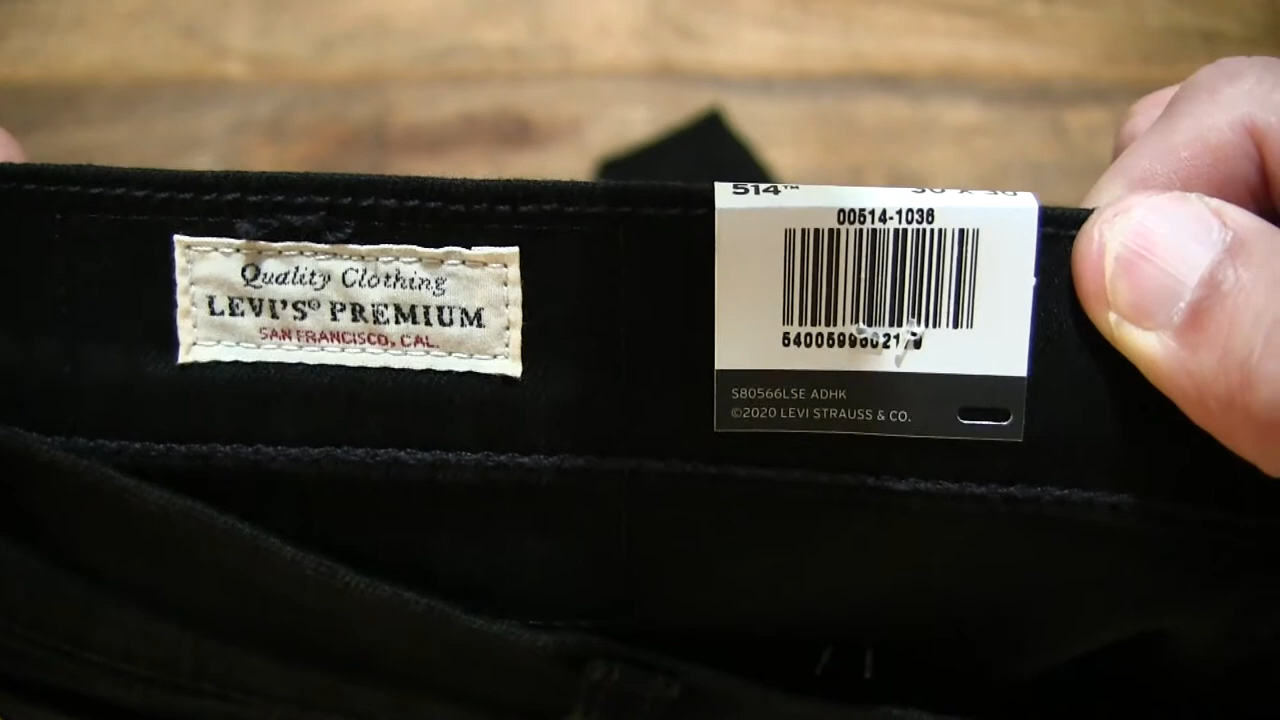 Quality Clothing
LEVI'S® PREMIUM
SAN FRANCISCO, CAL.
514™
00514-1036
S80566LSE ADHK
©2020 LEVI STRAUSS & CO.